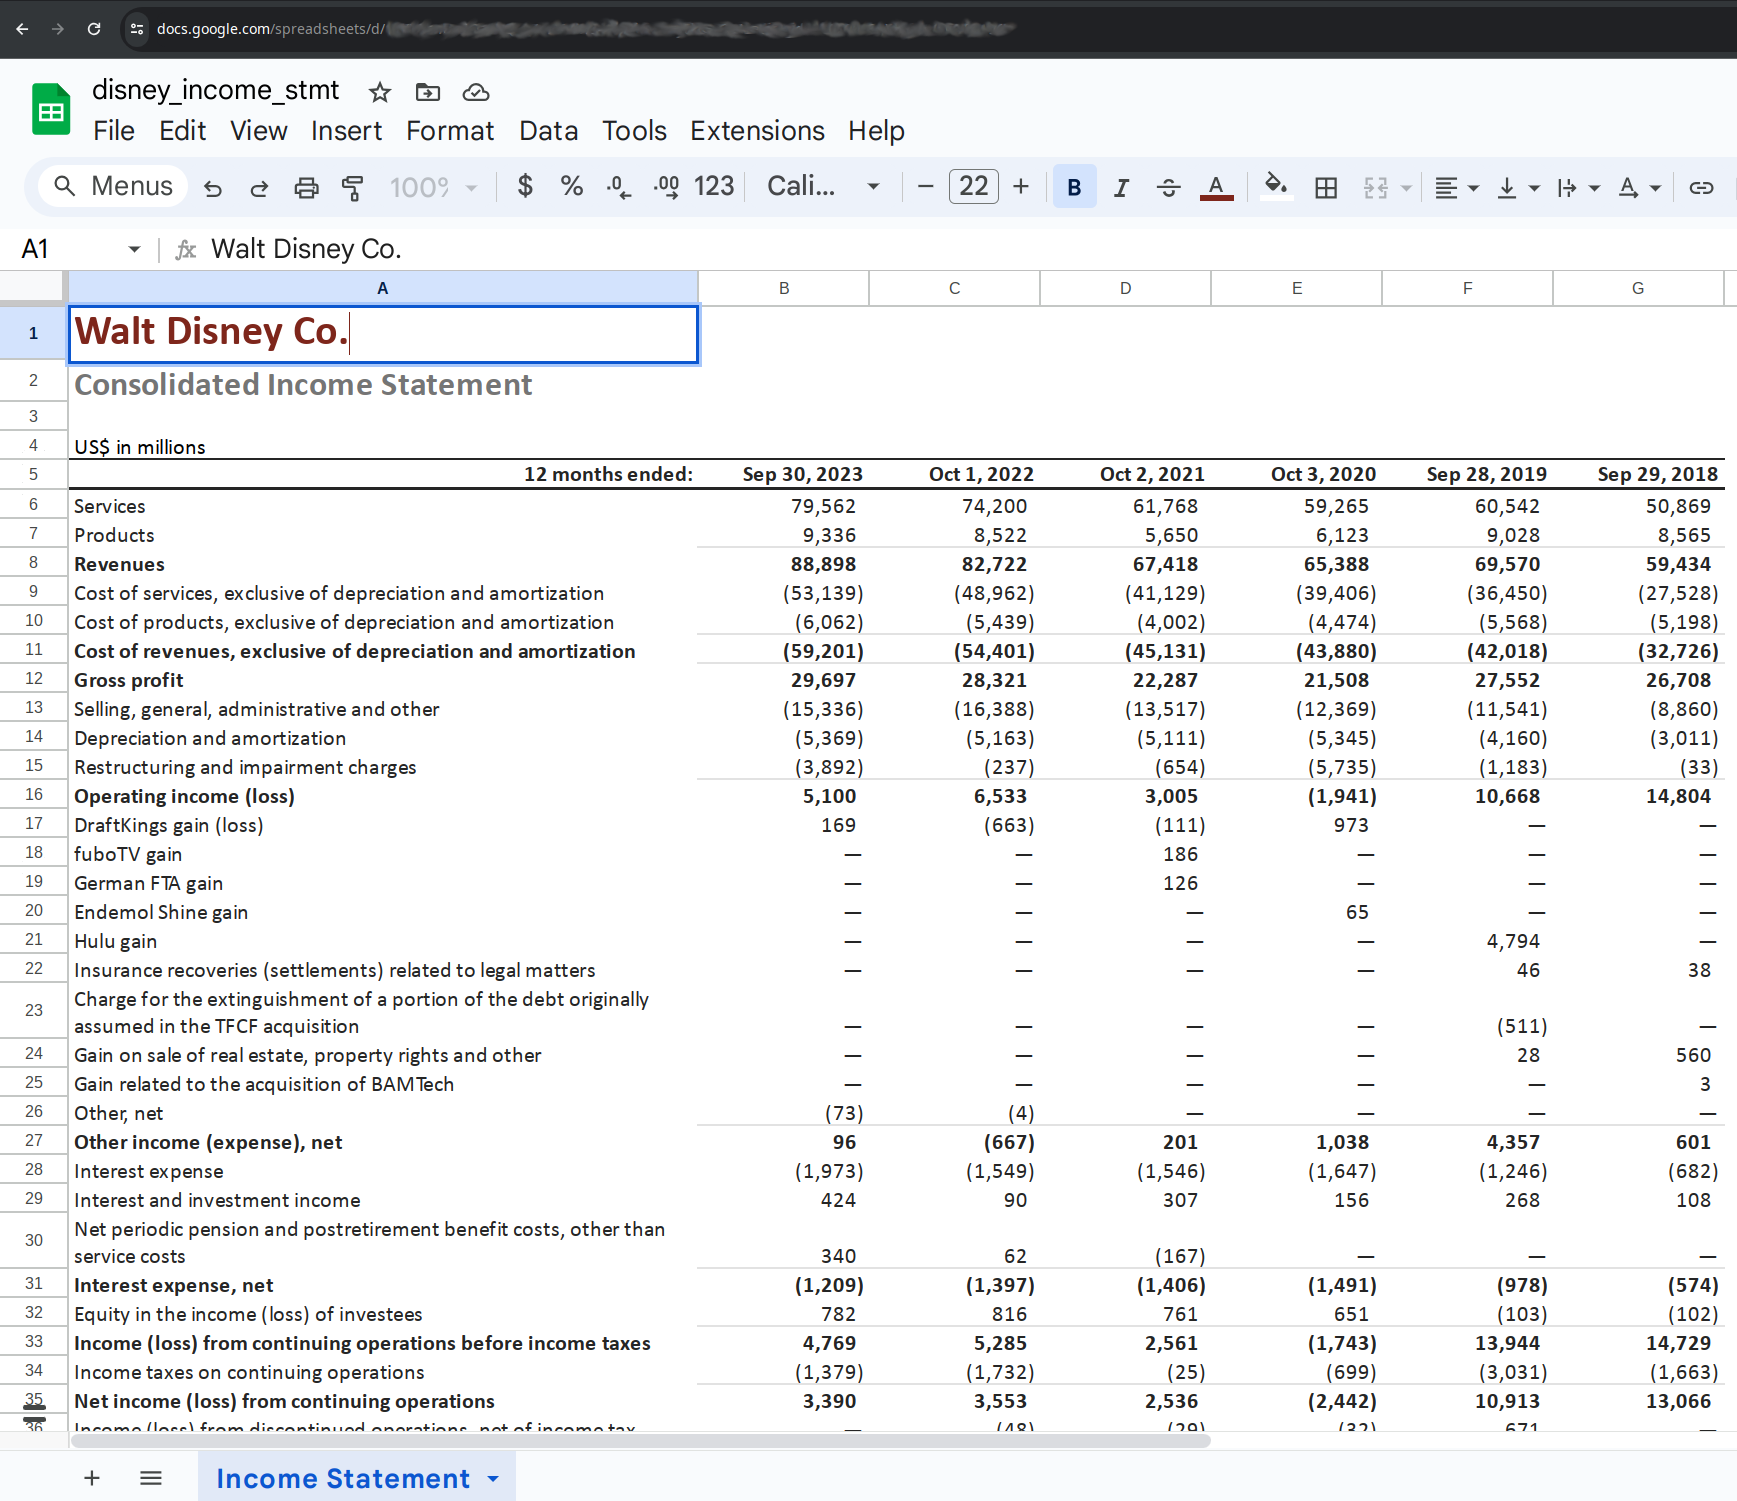 docs.google.com/spreadsheets/d/
disney_income_stmt
File Edit View Insert Format Data Tools Extensions Help
Menus 100% $ % .0 .00 123 Cali... − 22 + B I S A A
A1 fx Walt Disney Co.
A B C D E F G
1 Walt Disney Co.
2 Consolidated Income Statement
3
4 US$ in millions
5 12 months ended: Sep 30, 2023 Oct 1, 2022 Oct 2, 2021 Oct 3, 2020 Sep 28, 2019 Sep 29, 2018
6 Services 79,562 74,200 61,768 59,265 60,542 50,869
7 Products 9,336 8,522 5,650 6,123 9,028 8,565
8 Revenues 88,898 82,722 67,418 65,388 69,570 59,434
9 Cost of services, exclusive of depreciation and amortization (53,139) (48,962) (41,129) (39,406) (36,450) (27,528)
10 Cost of products, exclusive of depreciation and amortization (6,062) (5,439) (4,002) (4,474) (5,568) (5,198)
11 Cost of revenues, exclusive of depreciation and amortization (59,201) (54,401) (45,131) (43,880) (42,018) (32,726)
12 Gross profit 29,697 28,321 22,287 21,508 27,552 26,708
13 Selling, general, administrative and other (15,336) (16,388) (13,517) (12,369) (11,541) (8,860)
14 Depreciation and amortization (5,369) (5,163) (5,111) (5,345) (4,160) (3,011)
15 Restructuring and impairment charges (3,892) (237) (654) (5,735) (1,183) (33)
16 Operating income (loss) 5,100 6,533 3,005 (1,941) 10,668 14,804
17 DraftKings gain (loss) 169 (663) (111) 973 — —
18 fuboTV gain — — 186 — — —
19 German FTA gain — — 126 — — —
20 Endemol Shine gain — — — 65 — —
21 Hulu gain — — — — 4,794 —
22 Insurance recoveries (settlements) related to legal matters — — — — 46 38
23 Charge for the extinguishment of a portion of the debt originally
assumed in the TFCF acquisition — — — — (511) —
24 Gain on sale of real estate, property rights and other — — — — 28 560
25 Gain related to the acquisition of BAMTech — — — — — 3
26 Other, net (73) (4) — — — —
27 Other income (expense), net 96 (667) 201 1,038 4,357 601
28 Interest expense (1,973) (1,549) (1,546) (1,647) (1,246) (682)
29 Interest and investment income 424 90 307 156 268 108
30 Net periodic pension and postretirement benefit costs, other than
service costs 340 62 (167) — — —
31 Interest expense, net (1,209) (1,397) (1,406) (1,491) (978) (574)
32 Equity in the income (loss) of investees 782 816 761 651 (103) (102)
33 Income (loss) from continuing operations before income taxes 4,769 5,285 2,561 (1,743) 13,944 14,729
34 Income taxes on continuing operations (1,379) (1,732) (25) (699) (3,031) (1,663)
35 Net income (loss) from continuing operations 3,390 3,553 2,536 (2,442) 10,913 13,066
36 Income (loss) from discontinued operations, net of income tax — (48) (29) (32) 671 —
+ Income Statement